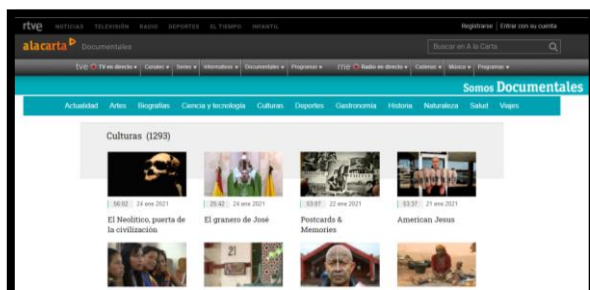 rtve NOTICIAS TELEVISIÓN RADIO DEPORTES EL TIEMPO INFANTIL Registrarse Entrar con su cuenta
alacarta Documentales Buscar en A la Carta
tve TV en directo Canales Series Informativos Documentales Programas rne Radio en directo Cadenas Música Programas
Somos Documentales
Actualidad Artes Biografías Ciencia y tecnología Culturas Deportes Gastronomía Historia Naturaleza Salud Viajes
Culturas (1293)
56:02 24 ene 2021 25:42 24 ene 2021 53:07 22 ene 2021 53:37 21 ene 2021
El Neolítico, puerta de la civilización
El granero de José
Postcards & Memories
American Jesus
21